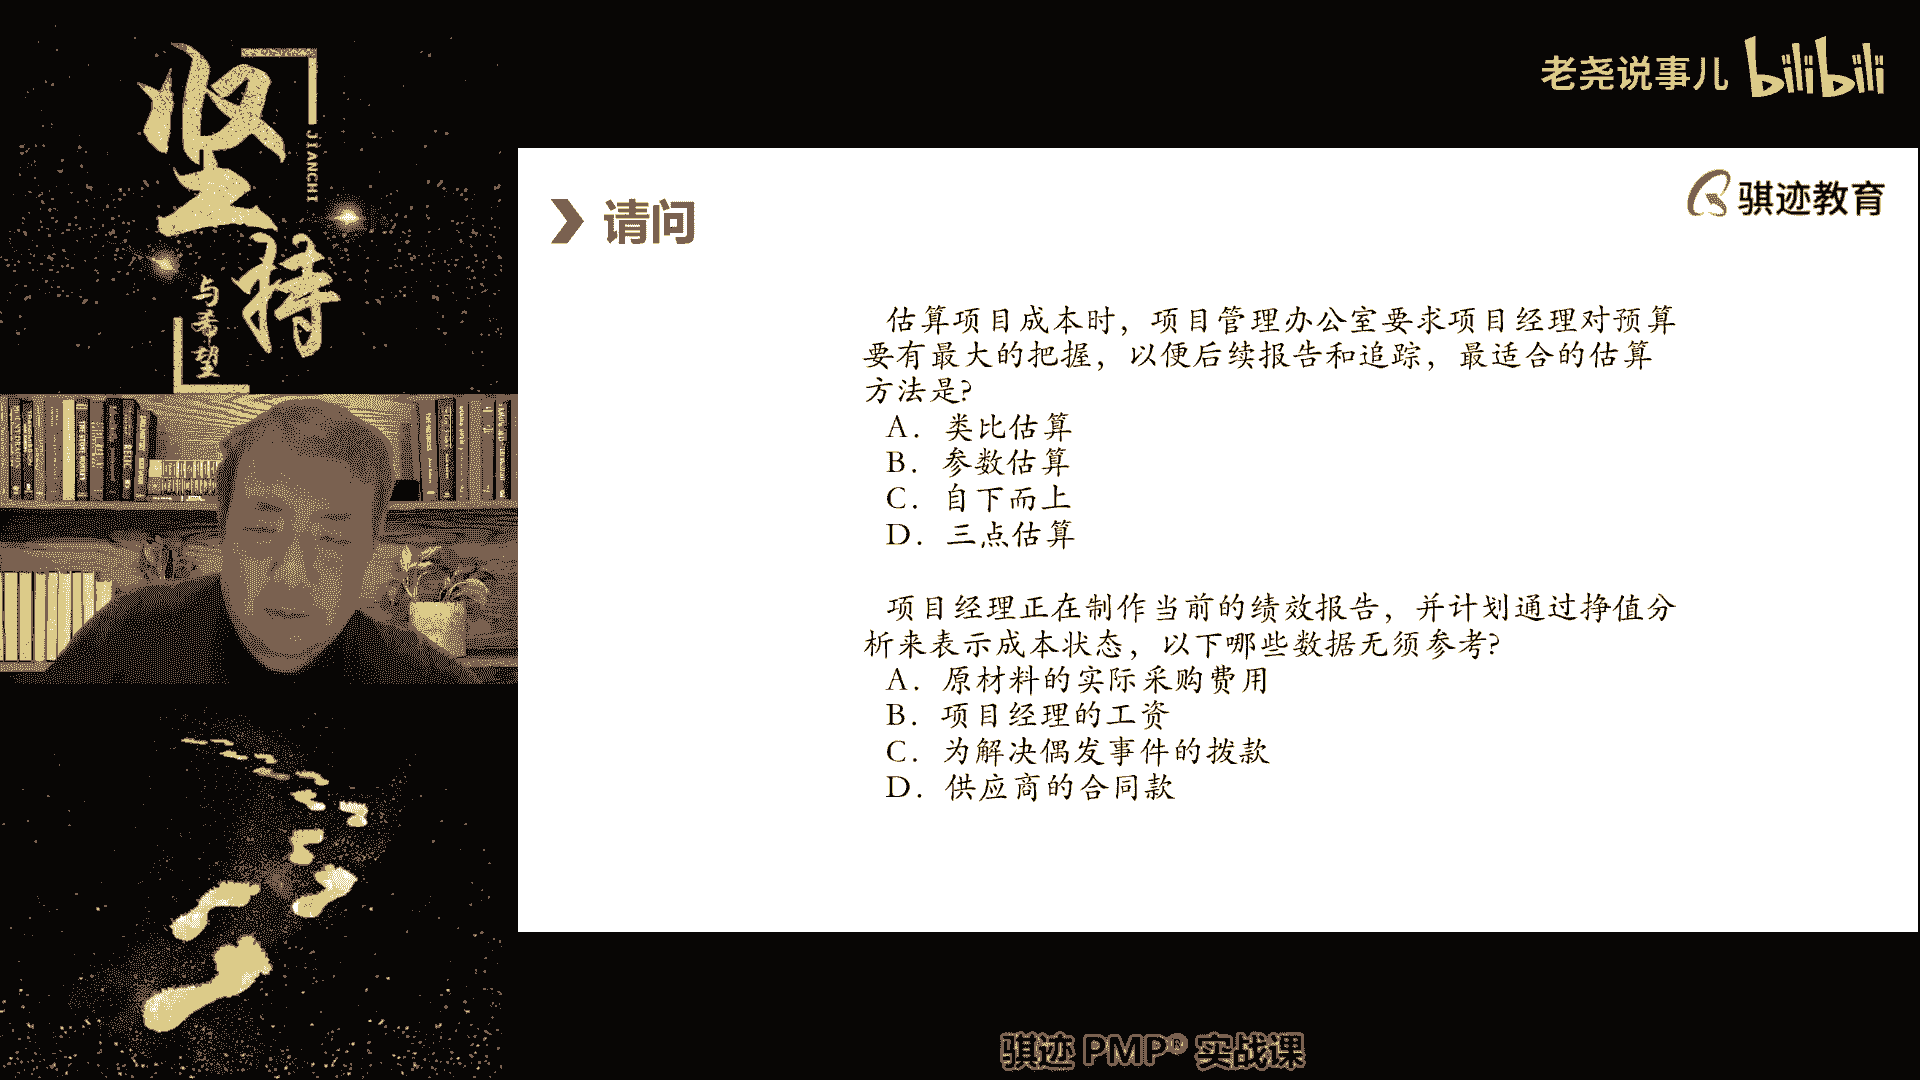 坚持
JIANCHI
与希望
老尧说事儿 bilibili
骐迹教育
请问
估算项目成本时，项目管理办公室要求项目经理对预算
要有最大的把握，以便后续报告和追踪，最适合的估算
方法是?
A. 类比估算
B. 参数估算
C. 自下而上
D. 三点估算
项目经理正在制作当前的绩效报告，并计划通过挣值分
析来表示成本状态，以下哪些数据无须参考?
A. 原材料的实际采购费用
B. 项目经理的工资
C. 为解决偶发事件的拨款
D. 供应商的合同款
骐迹 PMP® 实战课